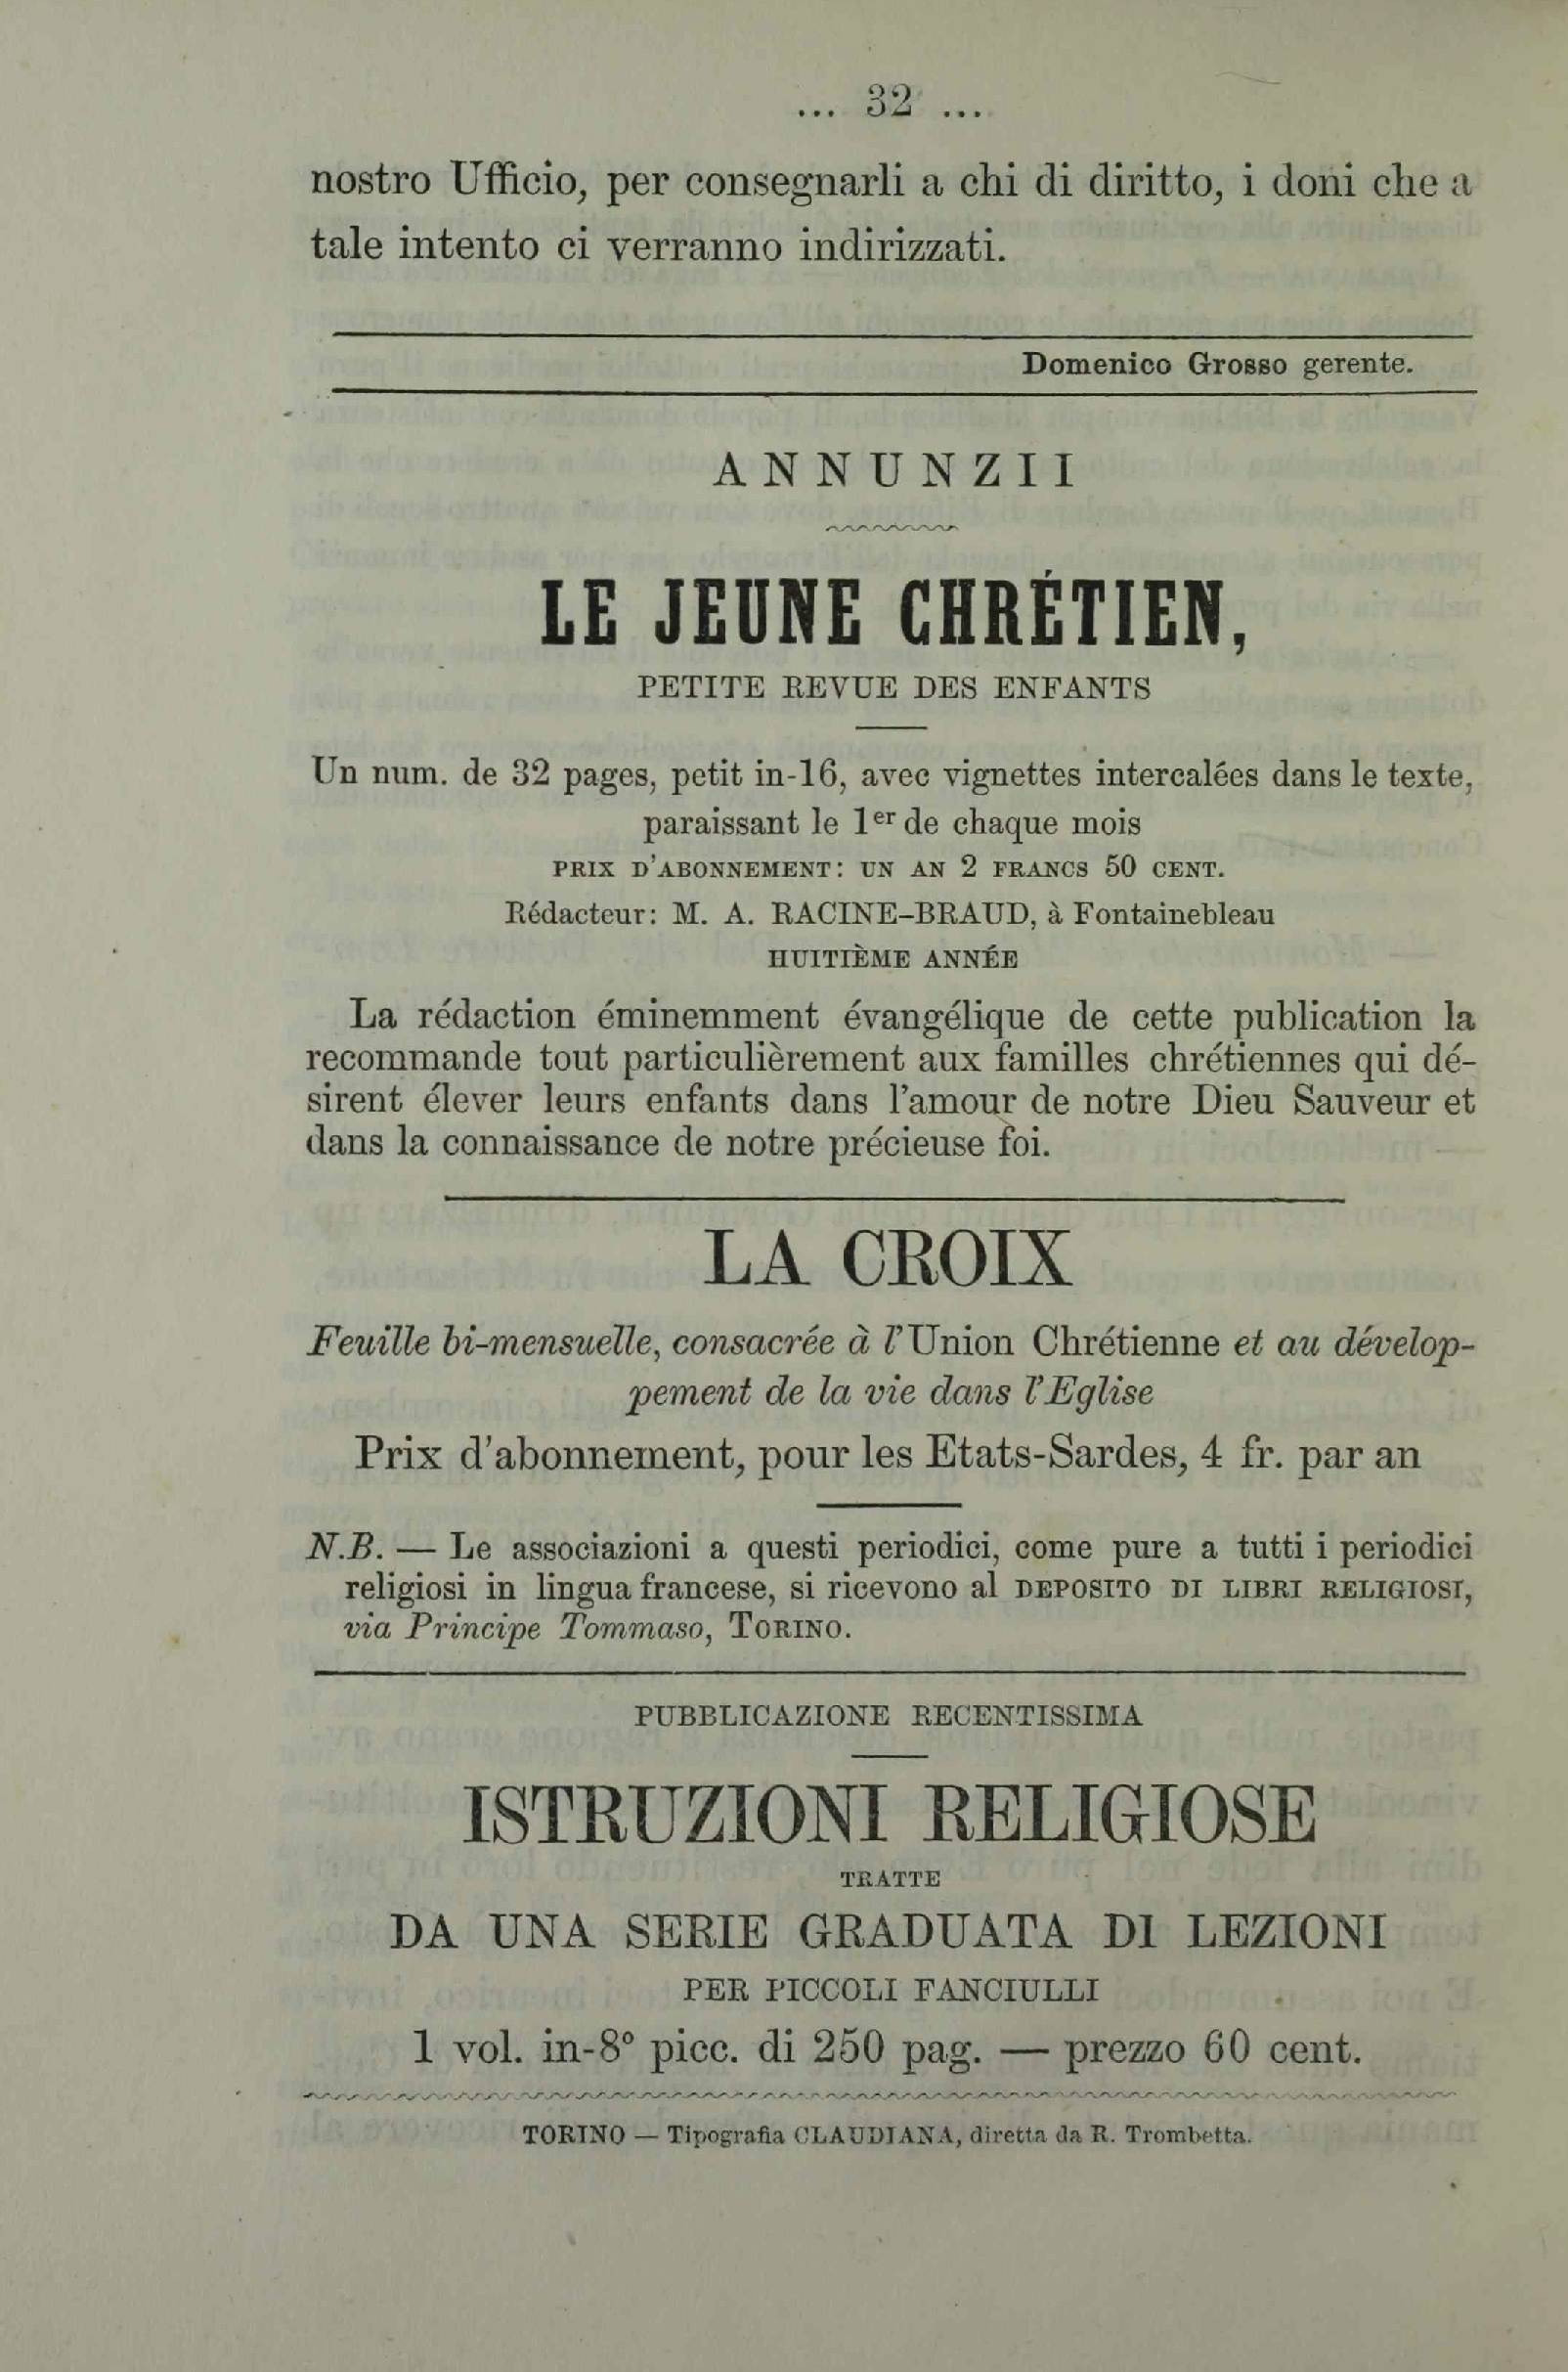 ... 32 ...
nostro Ufficio, per consegnarli a chi di diritto, i doni che a
tale intento ci verranno indirizzati.
Domenico Grosso gerente.
ANNUNZII
LE JEUNE CHRÉTIEN,
PETITE REVUE DES ENFANTS
Un num. de 32 pages, petit in-16, avec vignettes intercalées dans le texte,
paraissant le 1er de chaque mois
PRIX D'ABONNEMENT: UN AN 2 FRANCS 50 CENT.
Rédacteur: M. A. RACINE-BRAUD, à Fontainebleau
HUITIÈME ANNÉE
La rédaction éminemment évangélique de cette publication la
recommande tout particulièrement aux familles chrétiennes qui dé-
sirent élever leurs enfants dans l'amour de notre Dieu Sauveur et
dans la connaissance de notre précieuse foi.
LA CROIX
Feuille bi-mensuelle, consacrée à l'Union Chrétienne et au dévelop-
pement de la vie dans l'Eglise
Prix d'abonnement, pour les Etats-Sardes, 4 fr. par an
N.B. — Le associazioni a questi periodici, come pure a tutti i periodici
religiosi in lingua francese, si ricevono al DEPOSITO DI LIBRI RELIGIOSI,
via Principe Tommaso, TORINO.
PUBBLICAZIONE RECENTISSIMA
ISTRUZIONI RELIGIOSE
TRATTE
DA UNA SERIE GRADUATA DI LEZIONI
PER PICCOLI FANCIULLI
1 vol. in-8° picc. di 250 pag. — prezzo 60 cent.
TORINO — Tipografia CLAUDIANA, diretta da R. Trombetta.